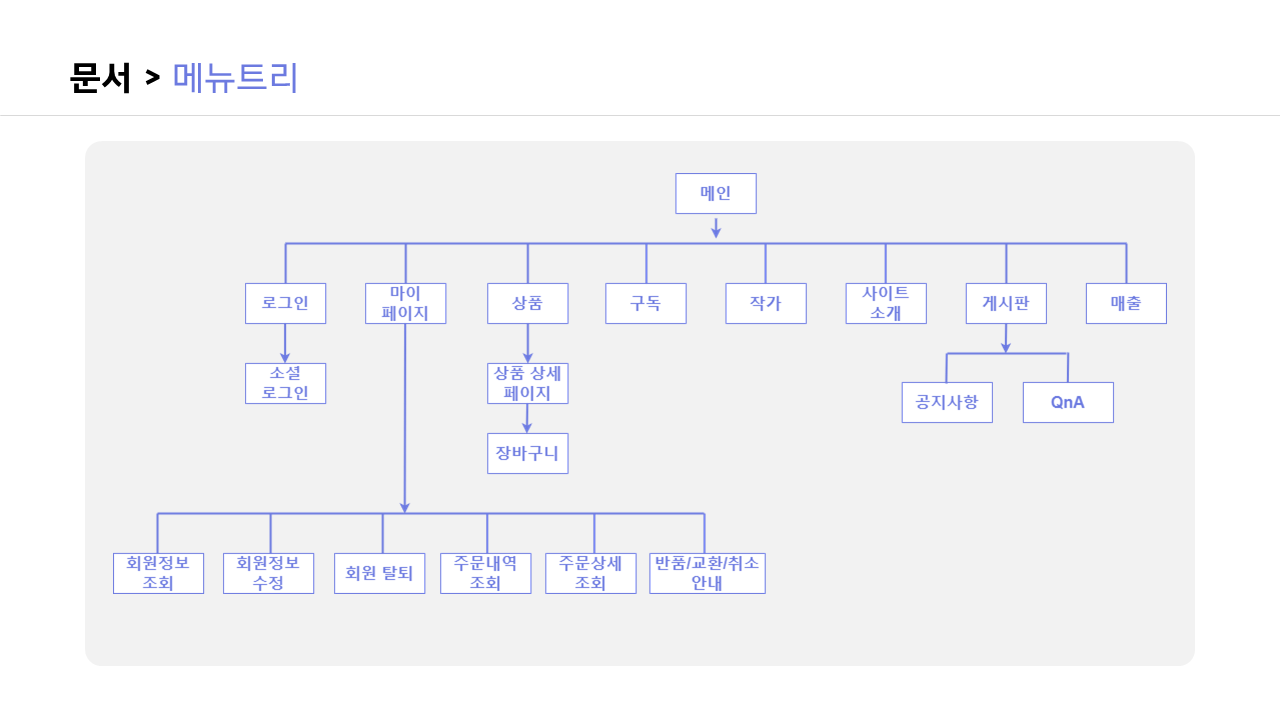 문서 > 메뉴트리
메인
로그인
마이
페이지
상품
구독
작가
사이트
소개
게시판
매출
소셜
로그인
상품 상세
페이지
공지사항
QnA
장바구니
회원정보
조회
회원정보
수정
회원 탈퇴
주문내역
조회
주문상세
조회
반품/교환/취소
안내